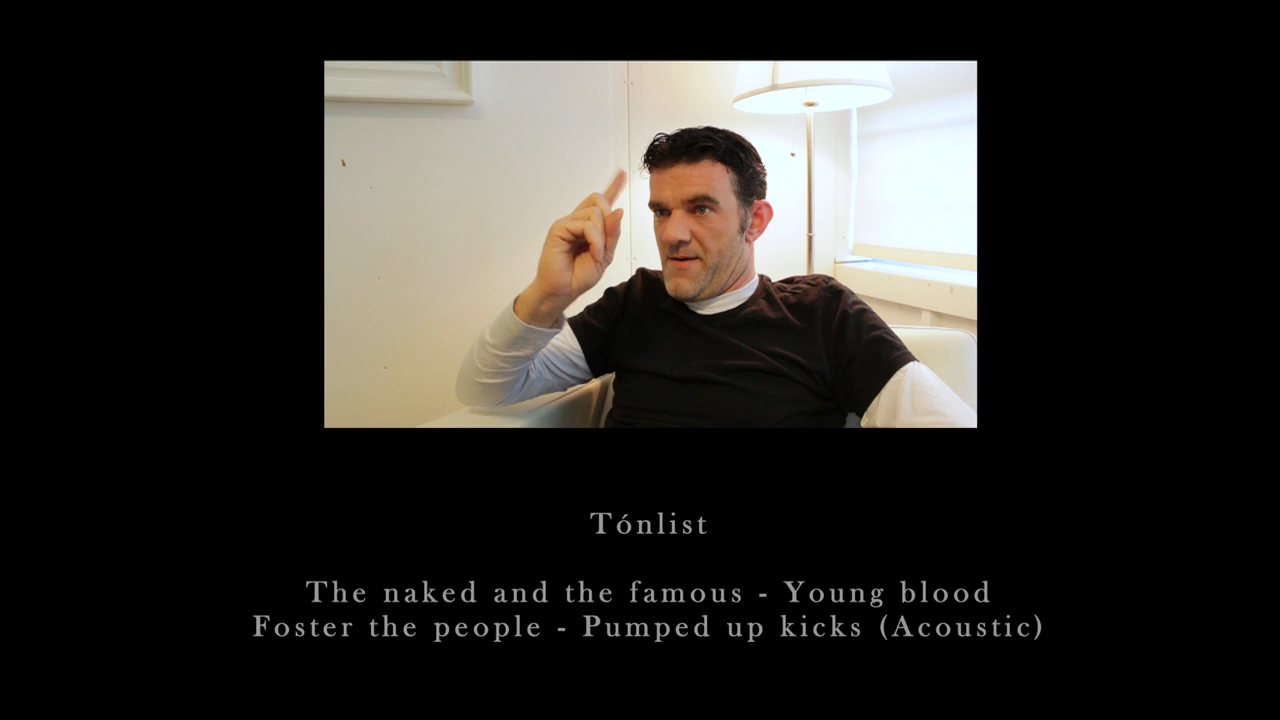 Tónlist
The naked and the famous - Young blood
Foster the people - Pumped up kicks (Acoustic)